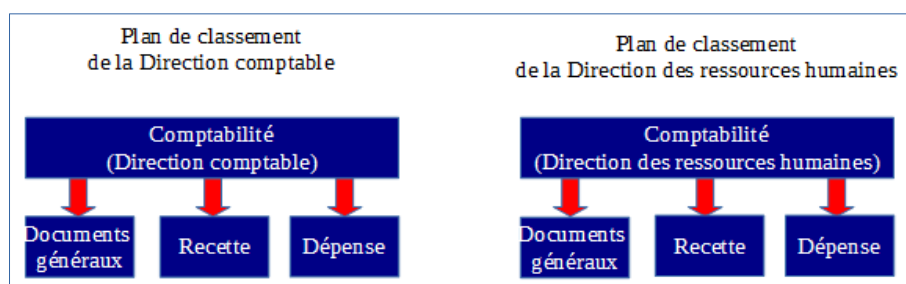 Plan de classement
de la Direction comptable
Comptabilité
(Direction comptable)
Documents
généraux
Recette
Dépense
Plan de classement
de la Direction des ressources humaines
Comptabilité
(Direction des ressources humaines)
Documents
généraux
Recette
Dépense